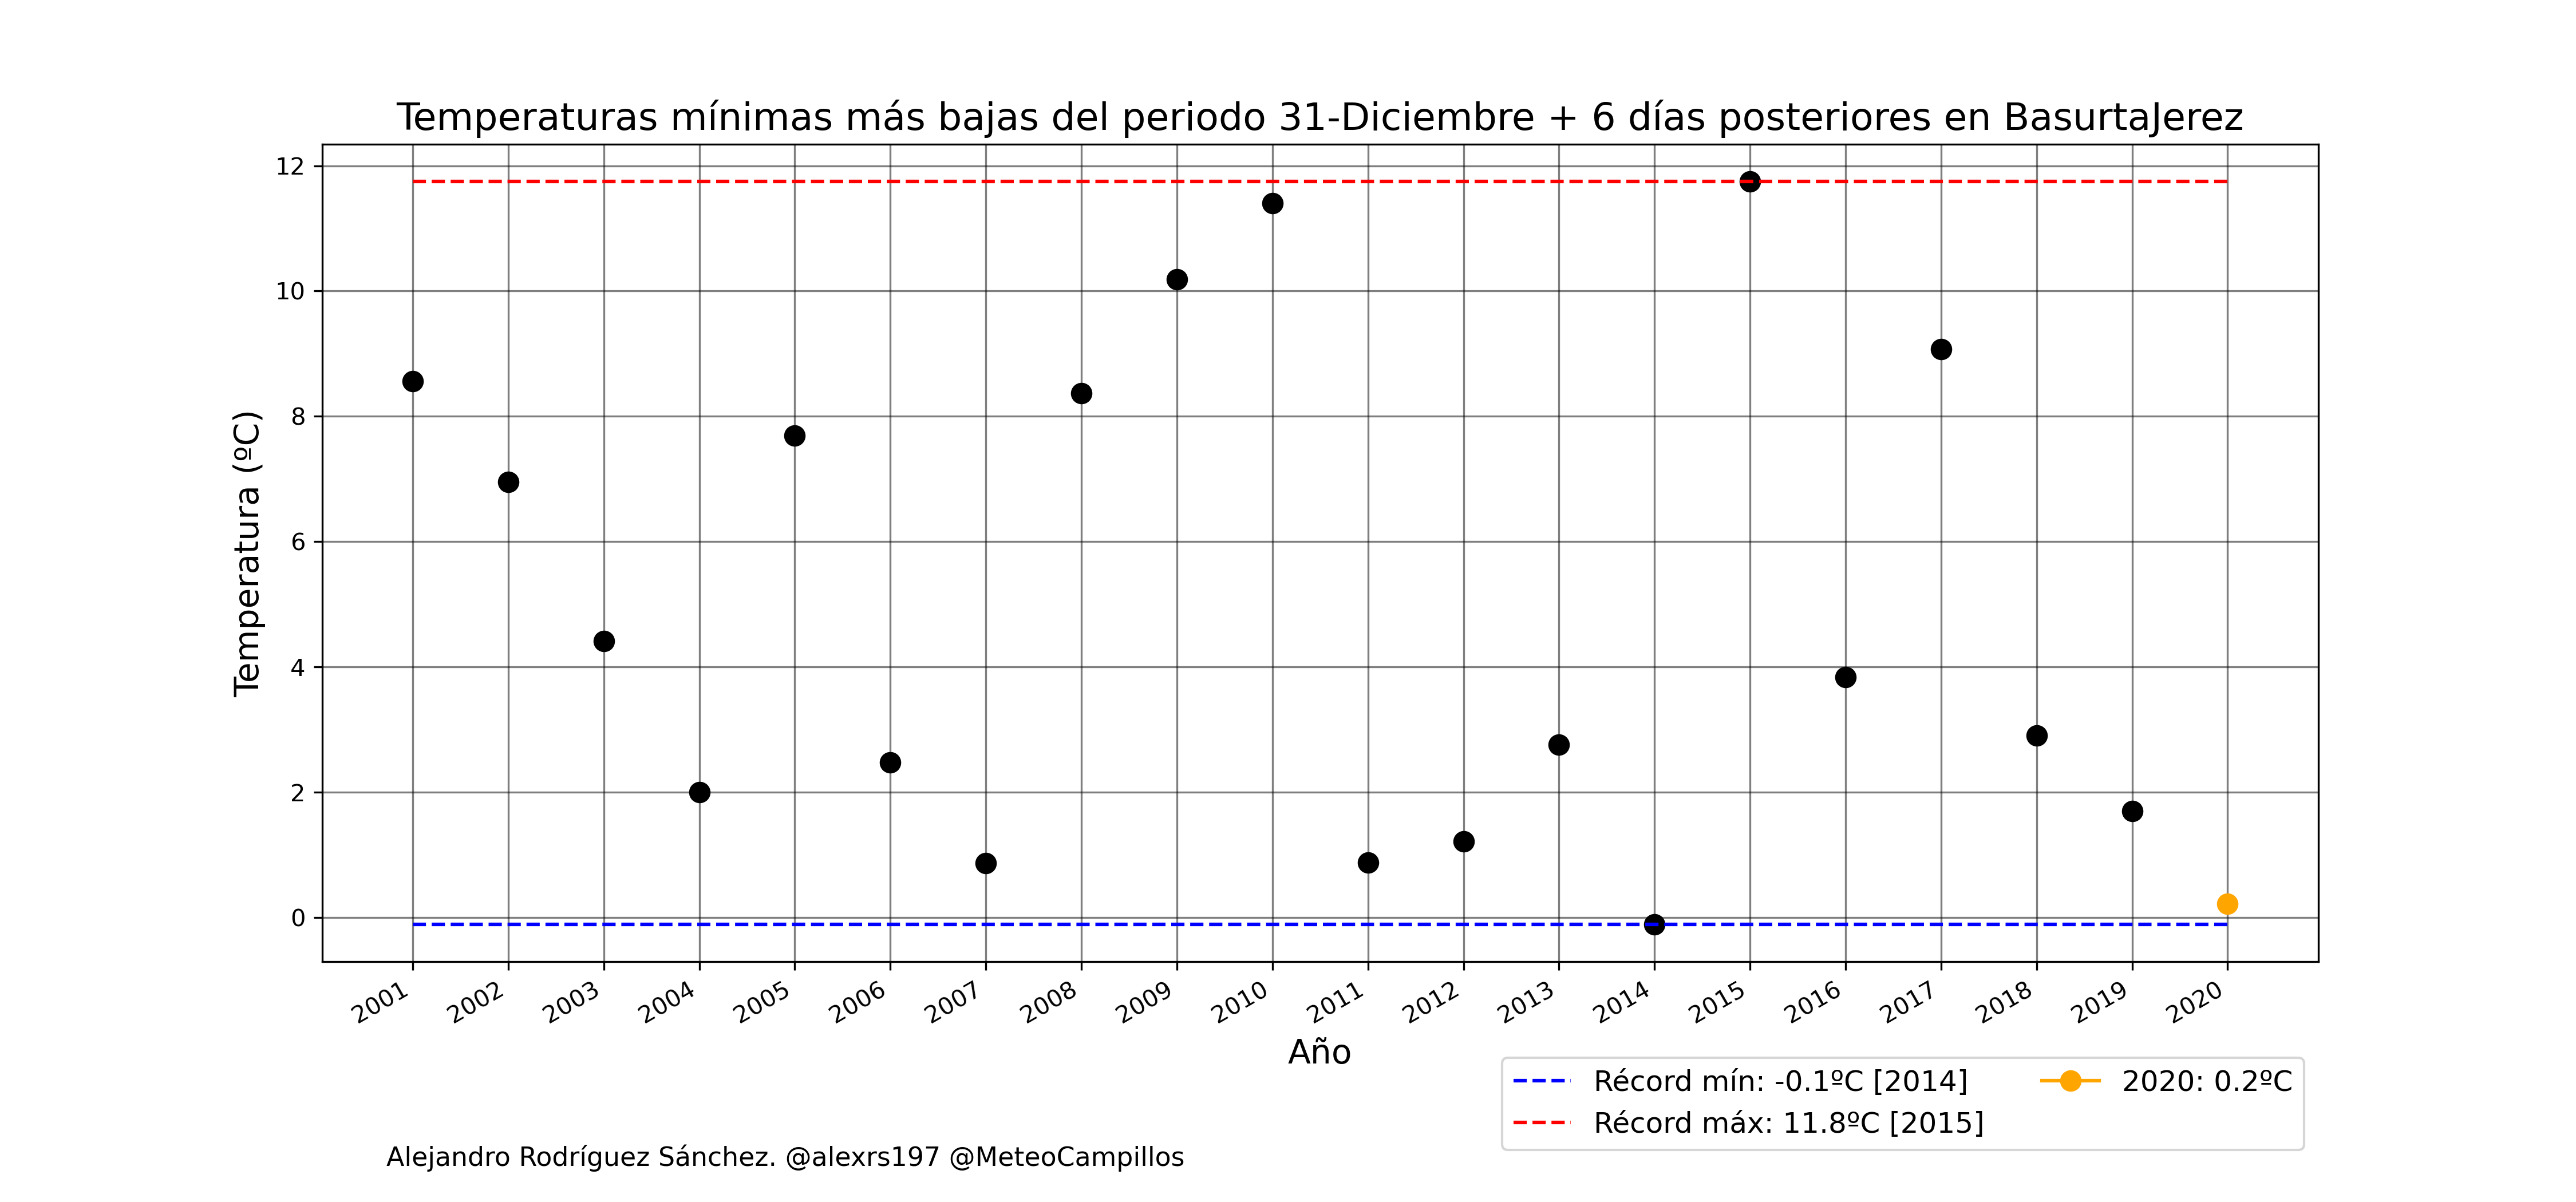 Temperaturas mínimas más bajas del periodo 31-Diciembre + 6 días posteriores en BasurtaJerez
Temperatura (ºC)
12
10
8
6
4
2
0
2001 2002 2003 2004 2005 2006 2007 2008 2009 2010 2011 2012 2013 2014 2015 2016 2017 2018 2019 2020
Año
Récord mín: -0.1ºC [2014]
Récord máx: 11.8ºC [2015]
2020: 0.2ºC
Alejandro Rodríguez Sánchez. @alexrs197 @MeteoCampillos